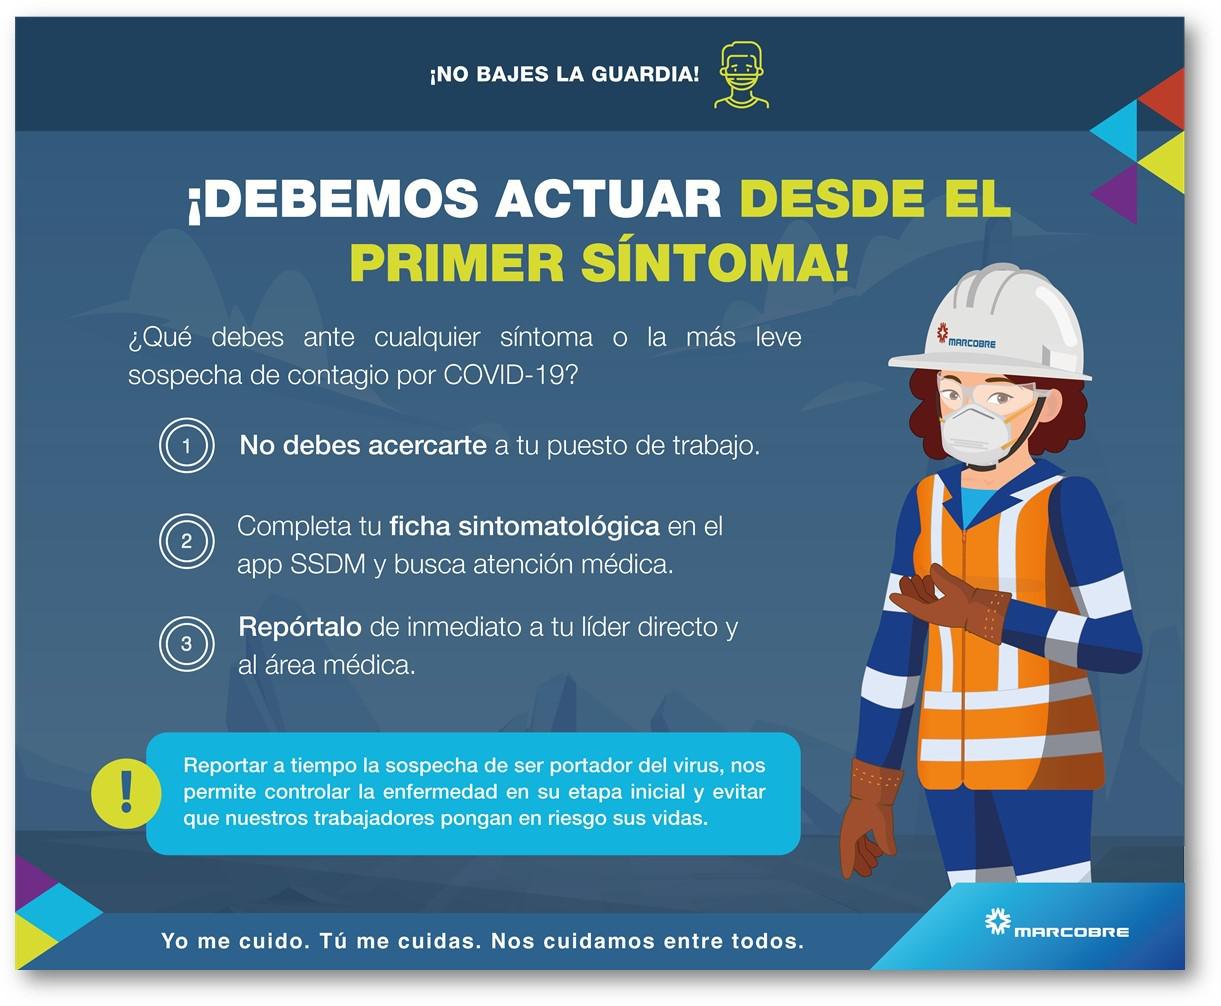 ¡NO BAJES LA GUARDIA!
¡DEBEMOS ACTUAR DESDE EL
PRIMER SÍNTOMA!
¿Qué debes ante cualquier síntoma o la más leve
sospecha de contagio por COVID-19?
1 No debes acercarte a tu puesto de trabajo.
2 Completa tu ficha sintomatológica en el
app SSDM y busca atención médica.
3 Repórtalo de inmediato a tu líder directo y
al área médica.
MARCOBRE
! Reportar a tiempo la sospecha de ser portador del virus, nos
permite controlar la enfermedad en su etapa inicial y evitar
que nuestros trabajadores pongan en riesgo sus vidas.
Yo me cuido. Tú me cuidas. Nos cuidamos entre todos.
MARCOBRE